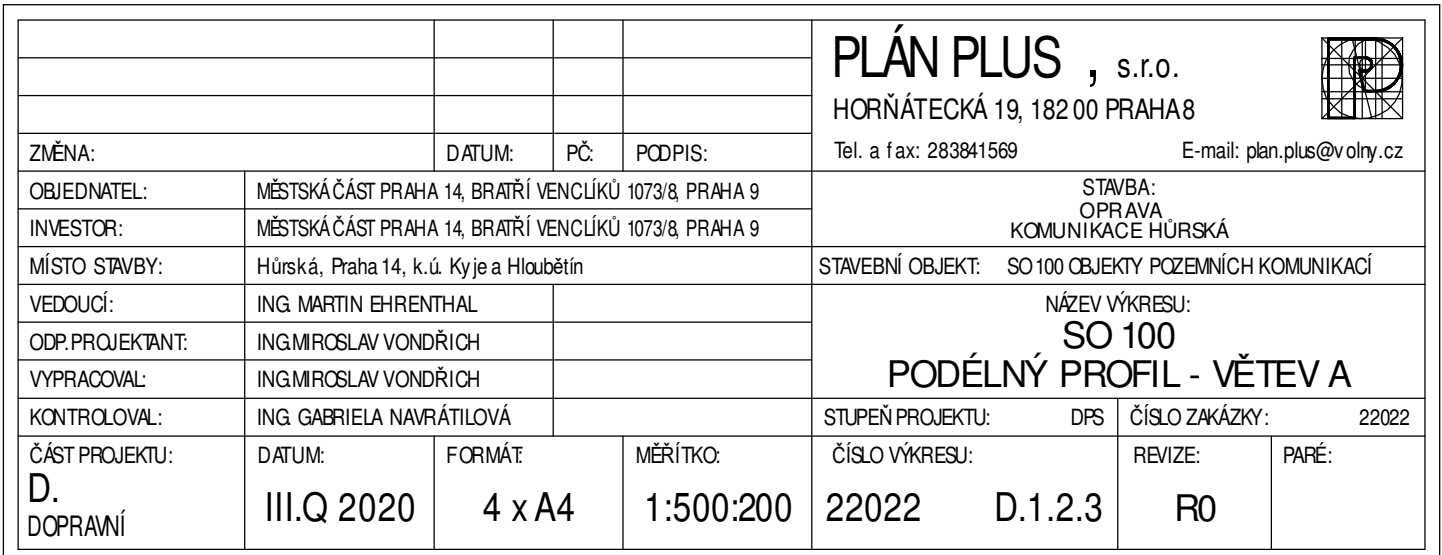 PLÁN PLUS , s.r.o.
HORŇÁTECKÁ 19, 182 00 PRAHA 8
Tel. a fax: 283841569 E-mail: plan.plus@volny.cz
ZMĚNA: DATUM: PČ: PODPIS:
OBJEDNATEL: MĚSTSKÁ ČÁST PRAHA 14, BRATŘÍ VENCLÍKŮ 1073/8, PRAHA 9
INVESTOR: MĚSTSKÁ ČÁST PRAHA 14, BRATŘÍ VENCLÍKŮ 1073/8, PRAHA 9
STAVBA:
OPRAVA
KOMUNIKACE HŮRSKÁ
MÍSTO STAVBY: Hůrská, Praha 14, k.ú. Kyje a Hloubětín
STAVEBNÍ OBJEKT: SO 100 OBJEKTY POZEMNÍCH KOMUNIKACÍ
VEDOUCÍ: ING. MARTIN EHRENTHAL
ODP.PROJEKTANT: ING.MIROSLAV VONDŘICH
VYPRACOVAL: ING.MIROSLAV VONDŘICH
NÁZEV VÝKRESU:
SO 100
PODÉLNÝ PROFIL - VĚTEV A
KONTROLOVAL: ING. GABRIELA NAVRÁTILOVÁ
STUPEŇ PROJEKTU: DPS ČÍSLO ZAKÁZKY: 22022
ČÁST PROJEKTU: DATUM: FORMÁT: MĚŘÍTKO: ČÍSLO VÝKRESU: REVIZE: PARÉ:
D.
DOPRAVNÍ
III.Q 2020 4 x A4 1:500:200 22022 D.1.2.3 R0